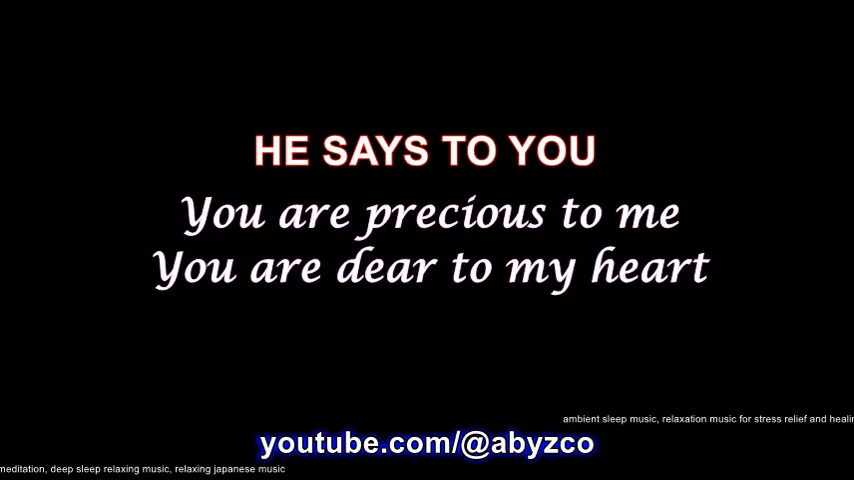 HE SAYS TO YOU
You are precious to me
You are dear to my heart
ambient sleep music, relaxation music for stress relief and
youtube.com/@abyzco
meditation, deep sleep relaxing music, relaxing japanese music